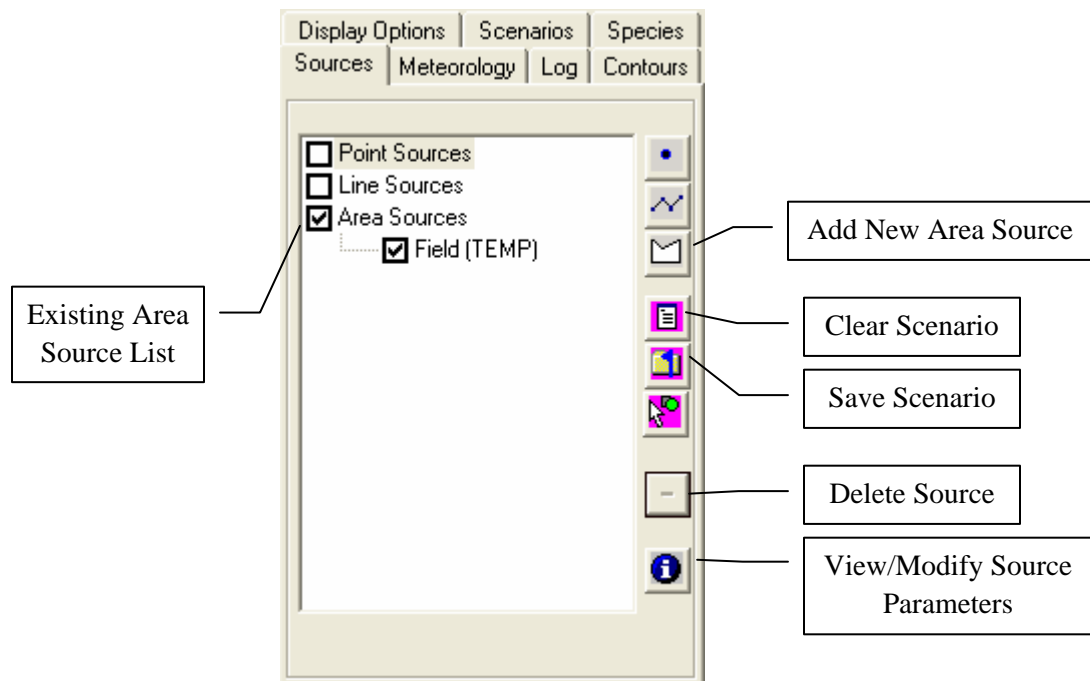 Display Options Scenarios Species
Sources Meteorology Log Contours
Point Sources
Line Sources
Area Sources
Field (TEMP)
Existing Area
Source List
Add New Area Source
Clear Scenario
Save Scenario
Delete Source
View/Modify Source
Parameters